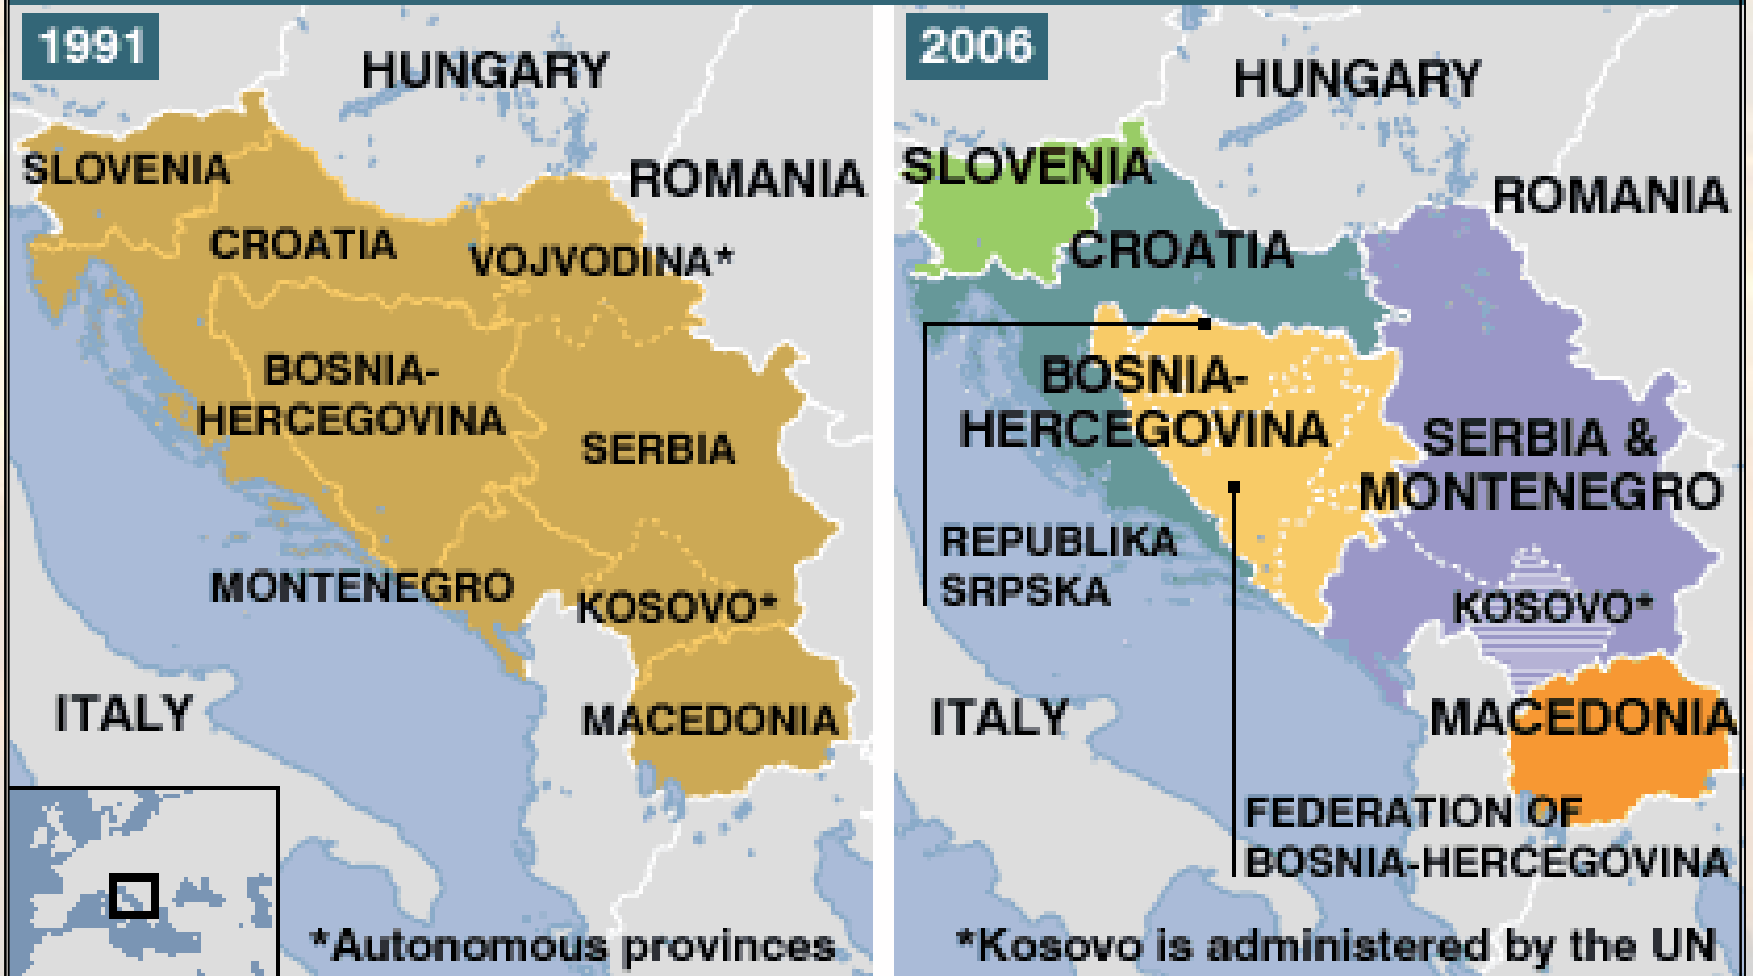 1991
HUNGARY
SLOVENIA
ROMANIA
CROATIA
VOJVODINA*
BOSNIA-
HERCEGOVINA
SERBIA
MONTENEGRO
KOSOVO*
ITALY
MACEDONIA
*Autonomous provinces
2006
HUNGARY
SLOVENIA
ROMANIA
CROATIA
BOSNIA-
HERCEGOVINA
SERBIA &
MONTENEGRO
REPUBLIKA
SRPSKA
KOSOVO*
ITALY
MACEDONIA
FEDERATION OF
BOSNIA-HERCEGOVINA
*Kosovo is administered by the UN